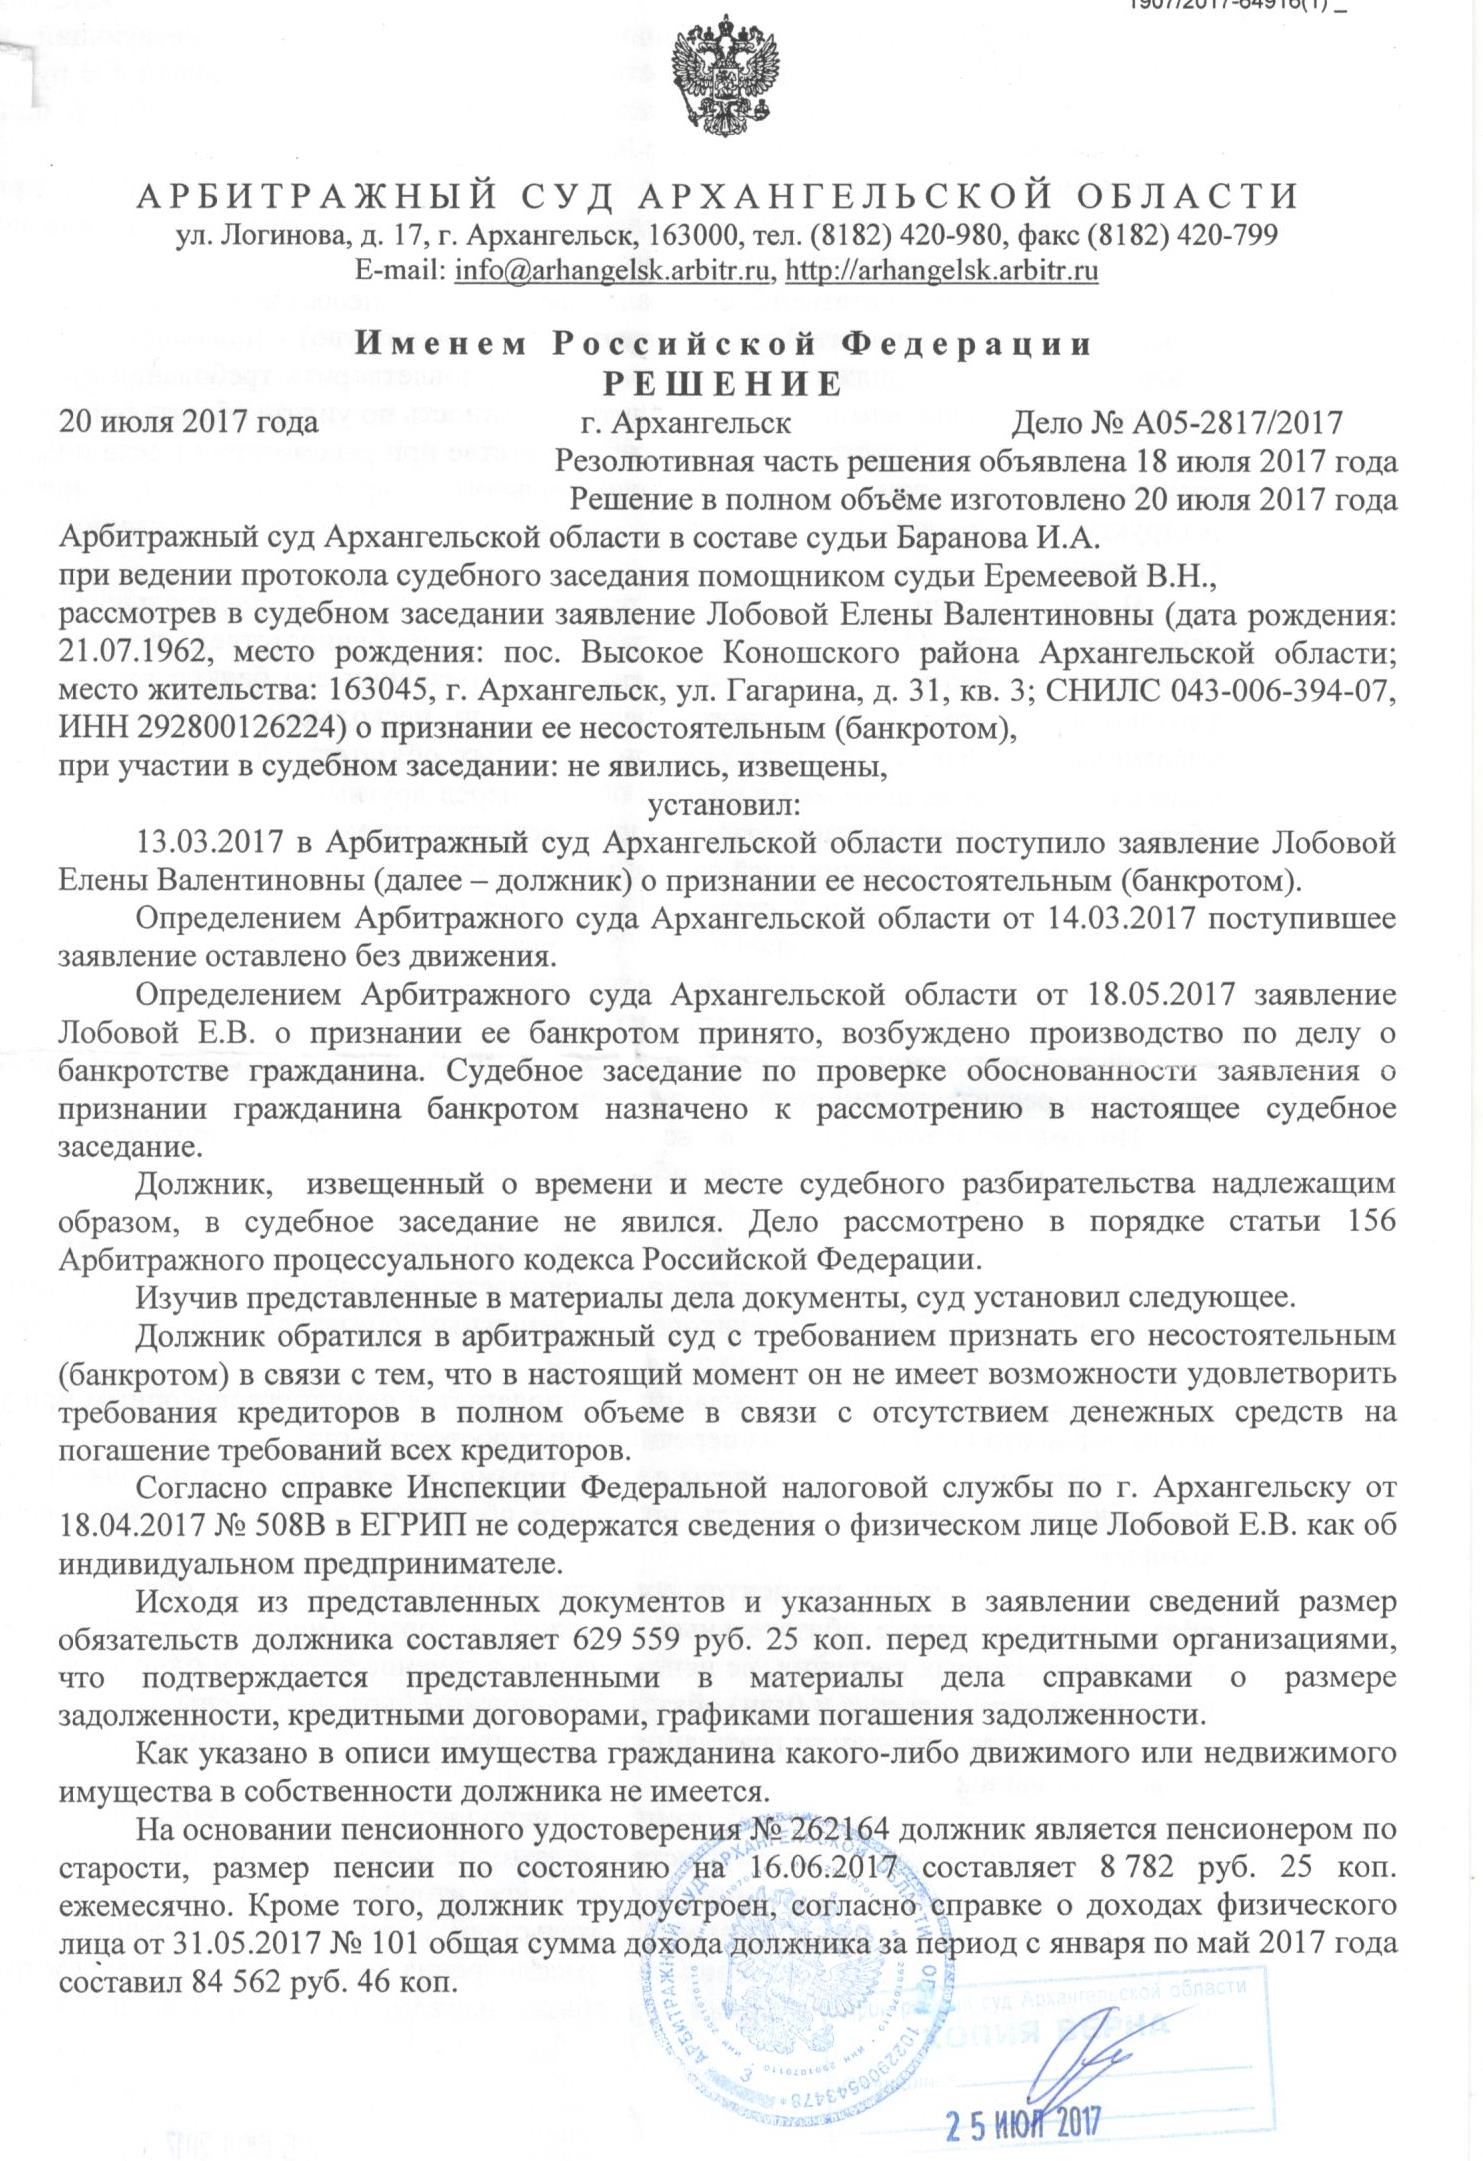 1907/2017-64916(1) _
АРБИТРАЖНЫЙ СУД АРХАНГЕЛЬСКОЙ ОБЛАСТИ
ул. Логинова, д. 17, г. Архангельск, 163000, тел. (8182) 420-980, факс (8182) 420-799
E-mail: info@arhangelsk.arbitr.ru, http://arhangelsk.arbitr.ru
Именем Российской Федерации
РЕШЕНИЕ
20 июля 2017 года г. Архангельск Дело № А05-2817/2017
Резолютивная часть решения объявлена 18 июля 2017 года
Решение в полном объёме изготовлено 20 июля 2017 года
Арбитражный суд Архангельской области в составе судьи Баранова И.А.
при ведении протокола судебного заседания помощником судьи Еремеевой В.Н.,
рассмотрев в судебном заседании заявление Лобовой Елены Валентиновны (дата рождения:
21.07.1962, место рождения: пос. Высокое Коношского района Архангельской области;
место жительства: 163045, г. Архангельск, ул. Гагарина, д. 31, кв. 3; СНИЛС 043-006-394-07,
ИНН 292800126224) о признании ее несостоятельным (банкротом),
при участии в судебном заседании: не явились, извещены,
установил:
13.03.2017 в Арбитражный суд Архангельской области поступило заявление Лобовой
Елены Валентиновны (далее – должник) о признании ее несостоятельным (банкротом).
Определением Арбитражного суда Архангельской области от 14.03.2017 поступившее
заявление оставлено без движения.
Определением Арбитражного суда Архангельской области от 18.05.2017 заявление
Лобовой Е.В. о признании ее банкротом принято, возбуждено производство по делу о
банкротстве гражданина. Судебное заседание по проверке обоснованности заявления о
признании гражданина банкротом назначено к рассмотрению в настоящее судебное
заседание.
Должник, извещенный о времени и месте судебного разбирательства надлежащим
образом, в судебное заседание не явился. Дело рассмотрено в порядке статьи 156
Арбитражного процессуального кодекса Российской Федерации.
Изучив представленные в материалы дела документы, суд установил следующее.
Должник обратился в арбитражный суд с требованием признать его несостоятельным
(банкротом) в связи с тем, что в настоящий момент он не имеет возможности удовлетворить
требования кредиторов в полном объеме в связи с отсутствием денежных средств на
погашение требований всех кредиторов.
Согласно справке Инспекции Федеральной налоговой службы по г. Архангельску от
18.04.2017 № 508В в ЕГРИП не содержатся сведения о физическом лице Лобовой Е.В. как об
индивидуальном предпринимателе.
Исходя из представленных документов и указанных в заявлении сведений размер
обязательств должника составляет 629 559 руб. 25 коп. перед кредитными организациями,
что подтверждается представленными в материалы дела справками о размере
задолженности, кредитными договорами, графиками погашения задолженности.
Как указано в описи имущества гражданина какого-либо движимого или недвижимого
имущества в собственности должника не имеется.
На основании пенсионного удостоверения № 262164 должник является пенсионером по
старости, размер пенсии по состоянию на 16.06.2017 составляет 8 782 руб. 25 коп.
ежемесячно. Кроме того, должник трудоустроен, согласно справке о доходах физического
лица от 31.05.2017 № 101 общая сумма дохода должника за период с января по май 2017 года
составил 84 562 руб. 46 коп.
АРБИТРАЖНЫЙ СУД АРХАНГЕЛЬСКОЙ ОБЛАСТИ * ОГРН 1022900543478 *
суд Архангельской области
КОПИЯ ВЕРНА
25 ИЮЛ 2017